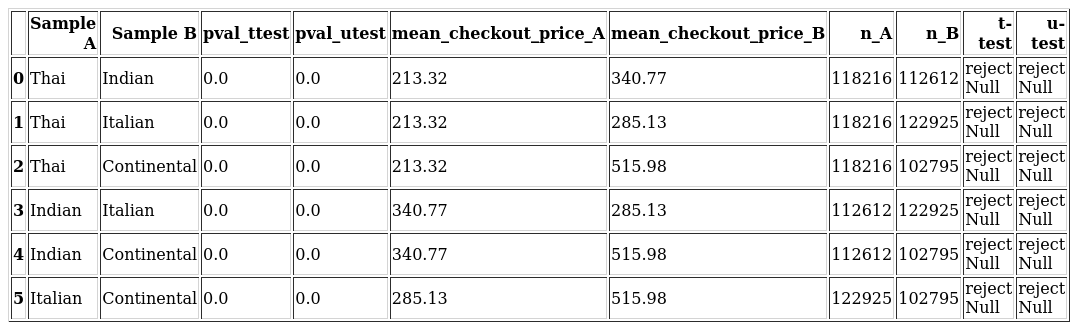 Sample A Sample B pval_ttest pval_utest mean_checkout_price_A mean_checkout_price_B n_A n_B t-test u-test
0 Thai Indian 0.0 0.0 213.32 340.77 118216 112612 reject Null reject Null
1 Thai Italian 0.0 0.0 213.32 285.13 118216 122925 reject Null reject Null
2 Thai Continental 0.0 0.0 213.32 515.98 118216 102795 reject Null reject Null
3 Indian Italian 0.0 0.0 340.77 285.13 112612 122925 reject Null reject Null
4 Indian Continental 0.0 0.0 340.77 515.98 112612 102795 reject Null reject Null
5 Italian Continental 0.0 0.0 285.13 515.98 122925 102795 reject Null reject Null